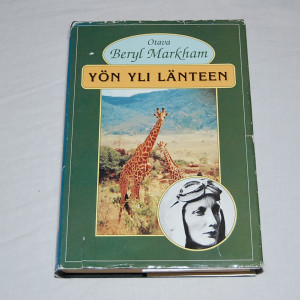 Otava
Beryl Markham
YÖN YLI LÄNTEEN